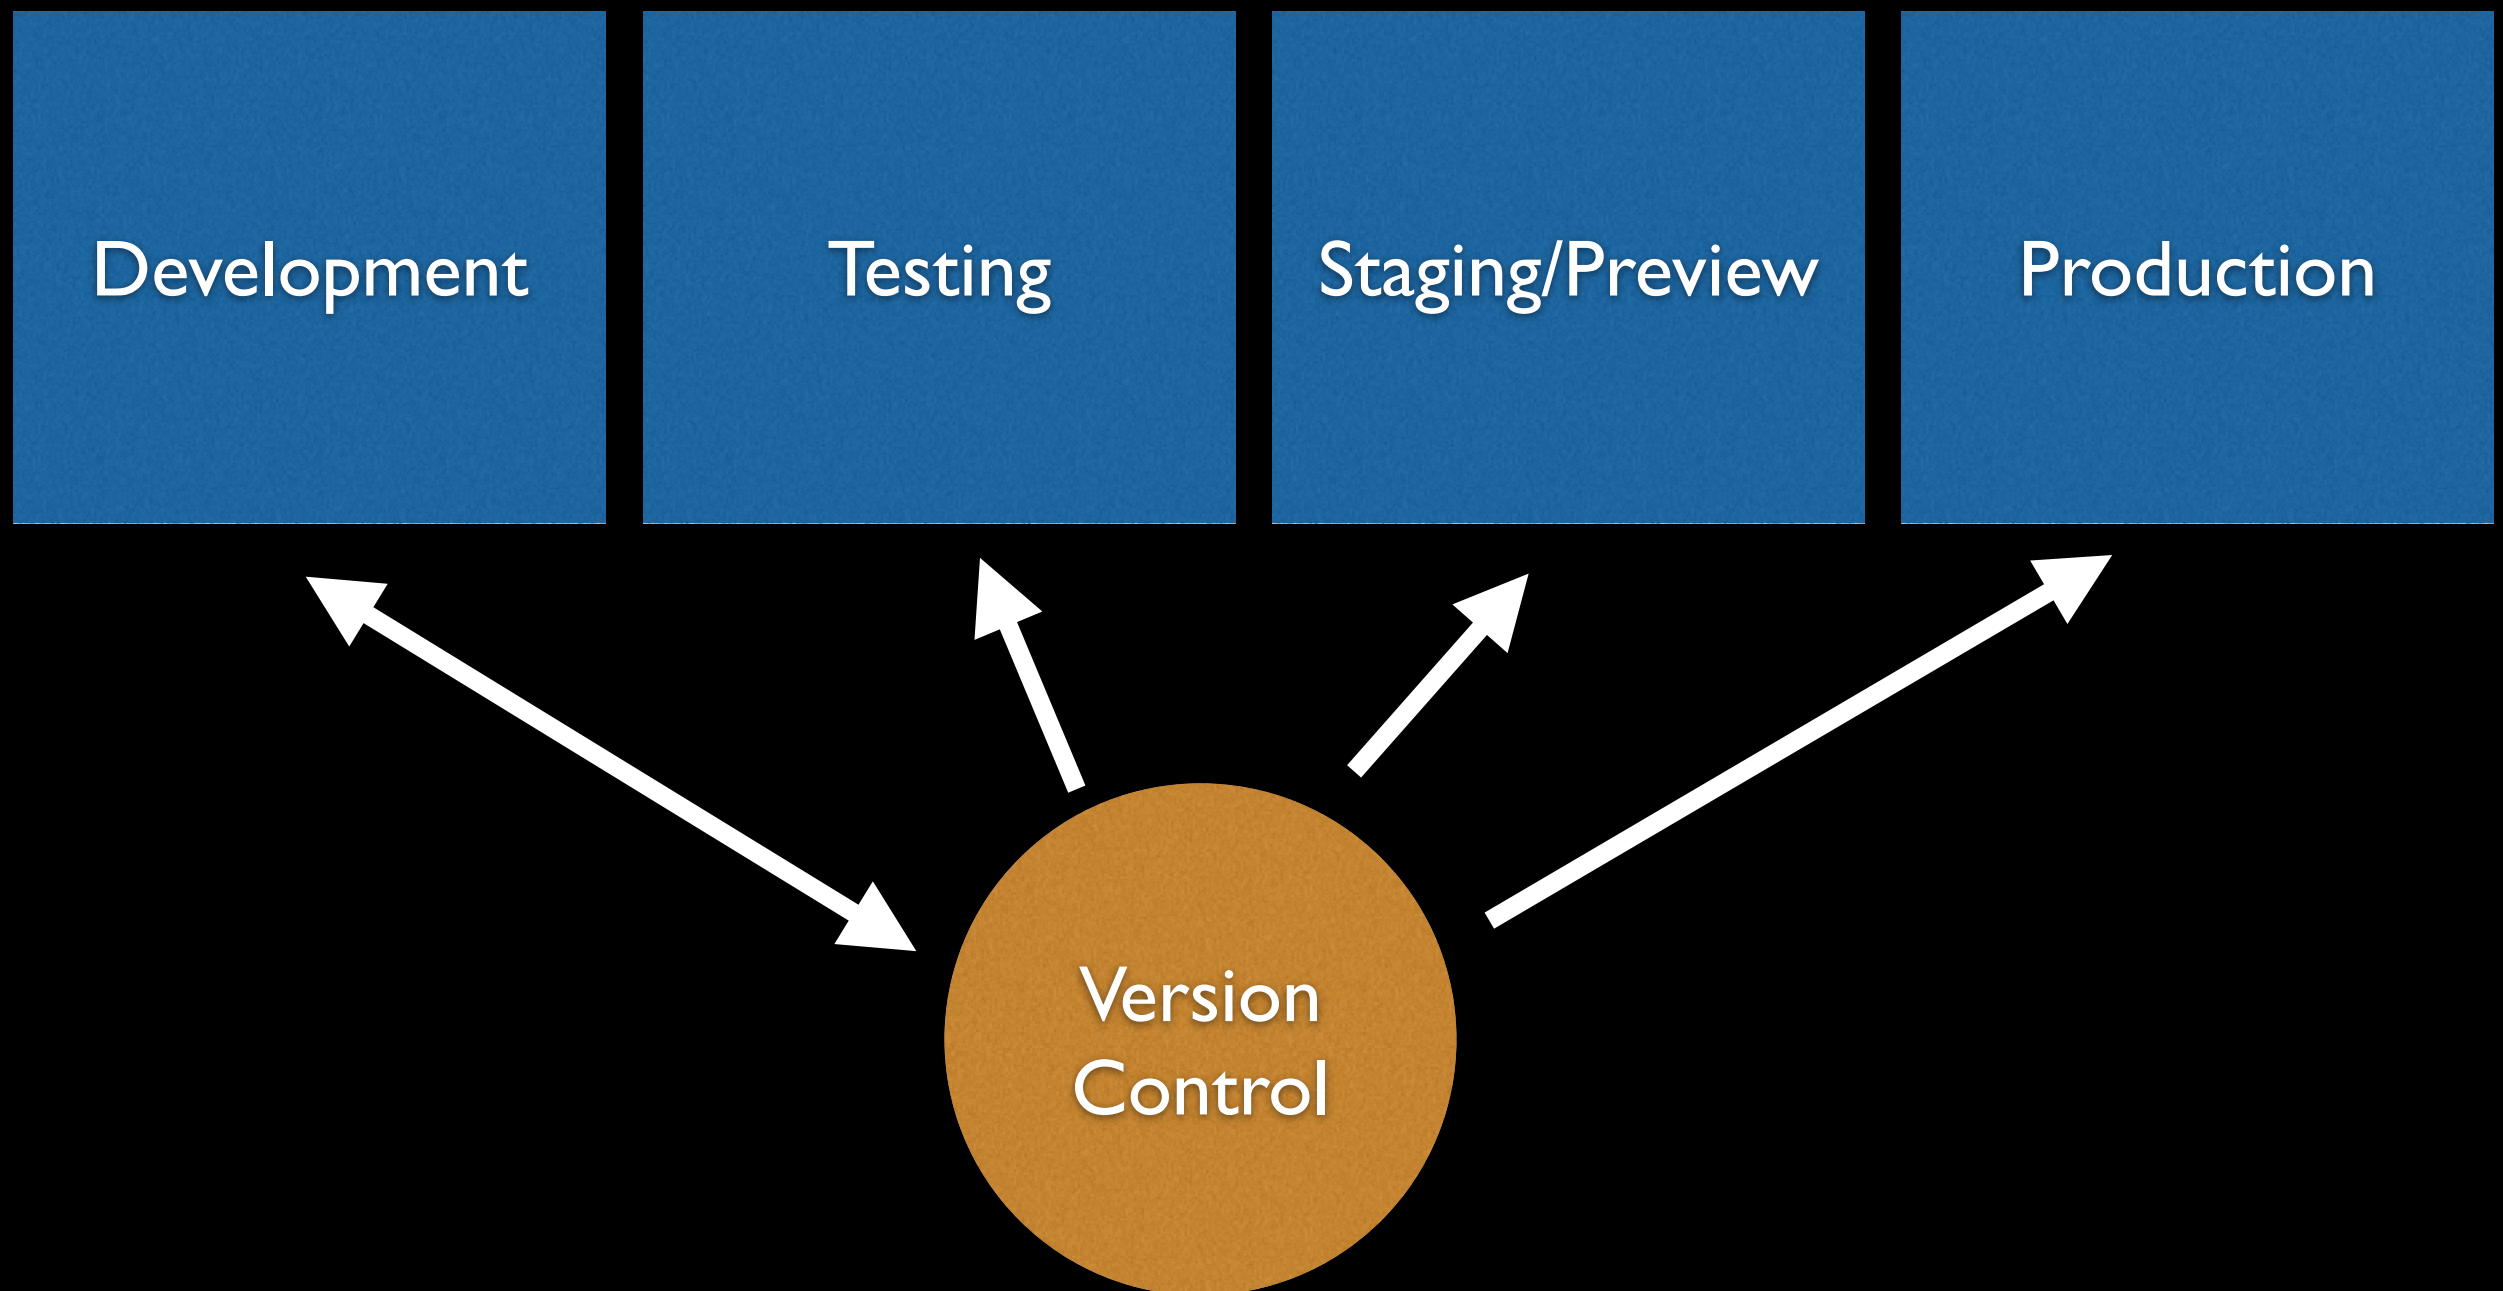 Development
Testing
Staging/Preview
Production
Version
Control